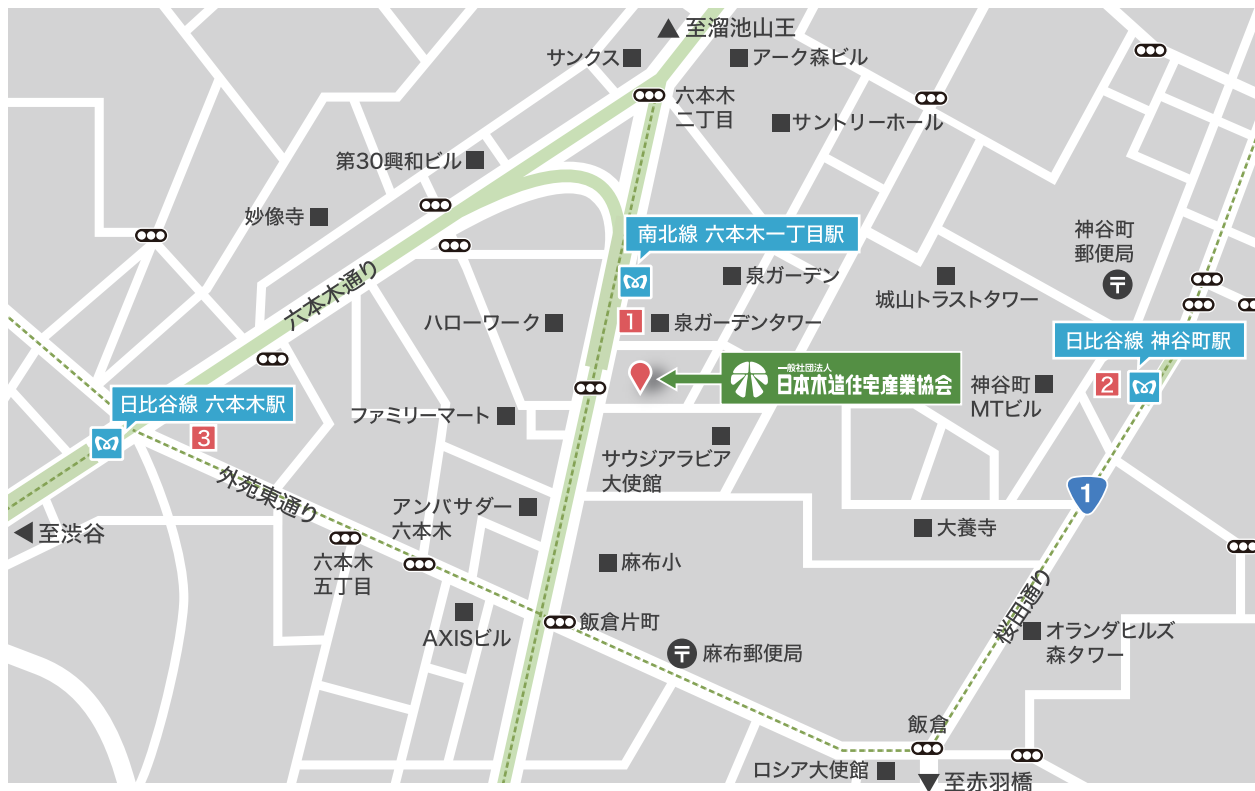 至溜池山王
サンクス
アーク森ビル
六本木
二丁目
サントリーホール
第30興和ビル
妙像寺
南北線 六本木一丁目駅
神谷町
郵便局
六本木通り
泉ガーデン
城山トラストタワー
ハローワーク
1
泉ガーデンタワー
日比谷線 神谷町駅
一般社団法人
日本木造住宅産業協会
神谷町
MTビル
2
日比谷線 六本木駅
3
ファミリーマート
サウジアラビア
大使館
外苑東通り
アンバサダー
六本木
1
至渋谷
大養寺
六本木
五丁目
麻布小
桜田通り
AXISビル
飯倉片町
オランダヒルズ
森タワー
麻布郵便局
飯倉
ロシア大使館
至赤羽橋